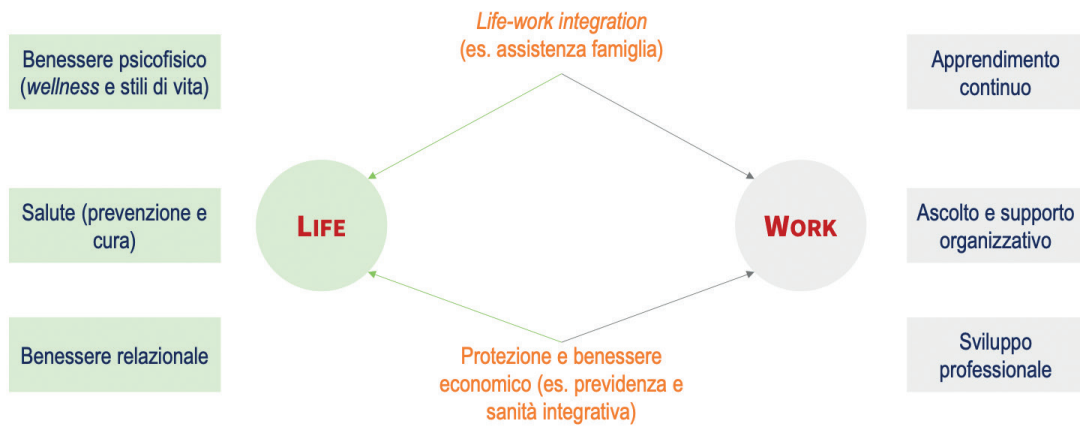 Life-work integration
(es. assistenza famiglia)
Benessere psicofisico
(wellness e stili di vita)
Salute (prevenzione e
cura)
Benessere relazionale
LIFE
WORK
Protezione e benessere
economico (es. previdenza e
sanità integrativa)
Apprendimento
continuo
Ascolto e supporto
organizzativo
Sviluppo
professionale